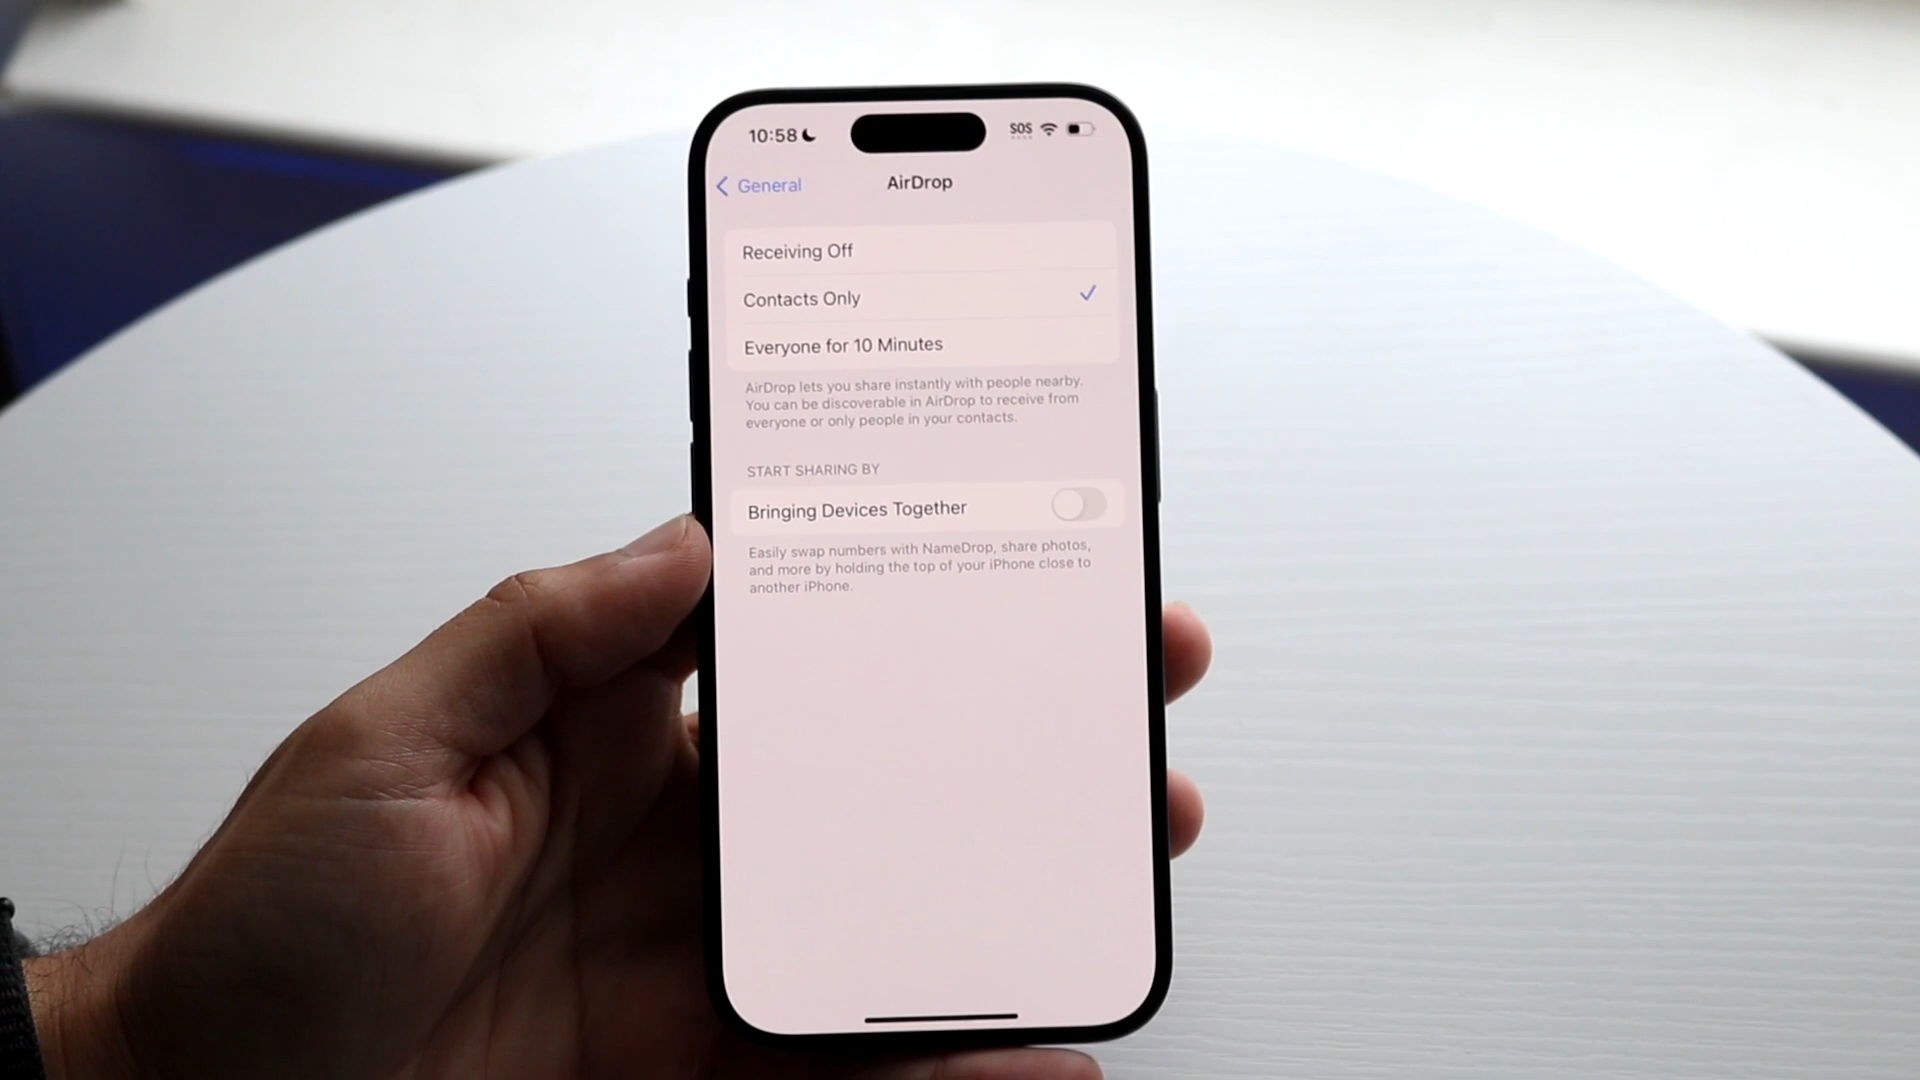 10:58
SOS
General
AirDrop
Receiving Off
Contacts Only
Everyone for 10 Minutes
AirDrop lets you share instantly with people nearby.
You can be discoverable in AirDrop to receive from
everyone or only people in your contacts.
START SHARING BY
Bringing Devices Together
Easily swap numbers with NameDrop, share photos,
and more by holding the top of your iPhone close to
another iPhone.